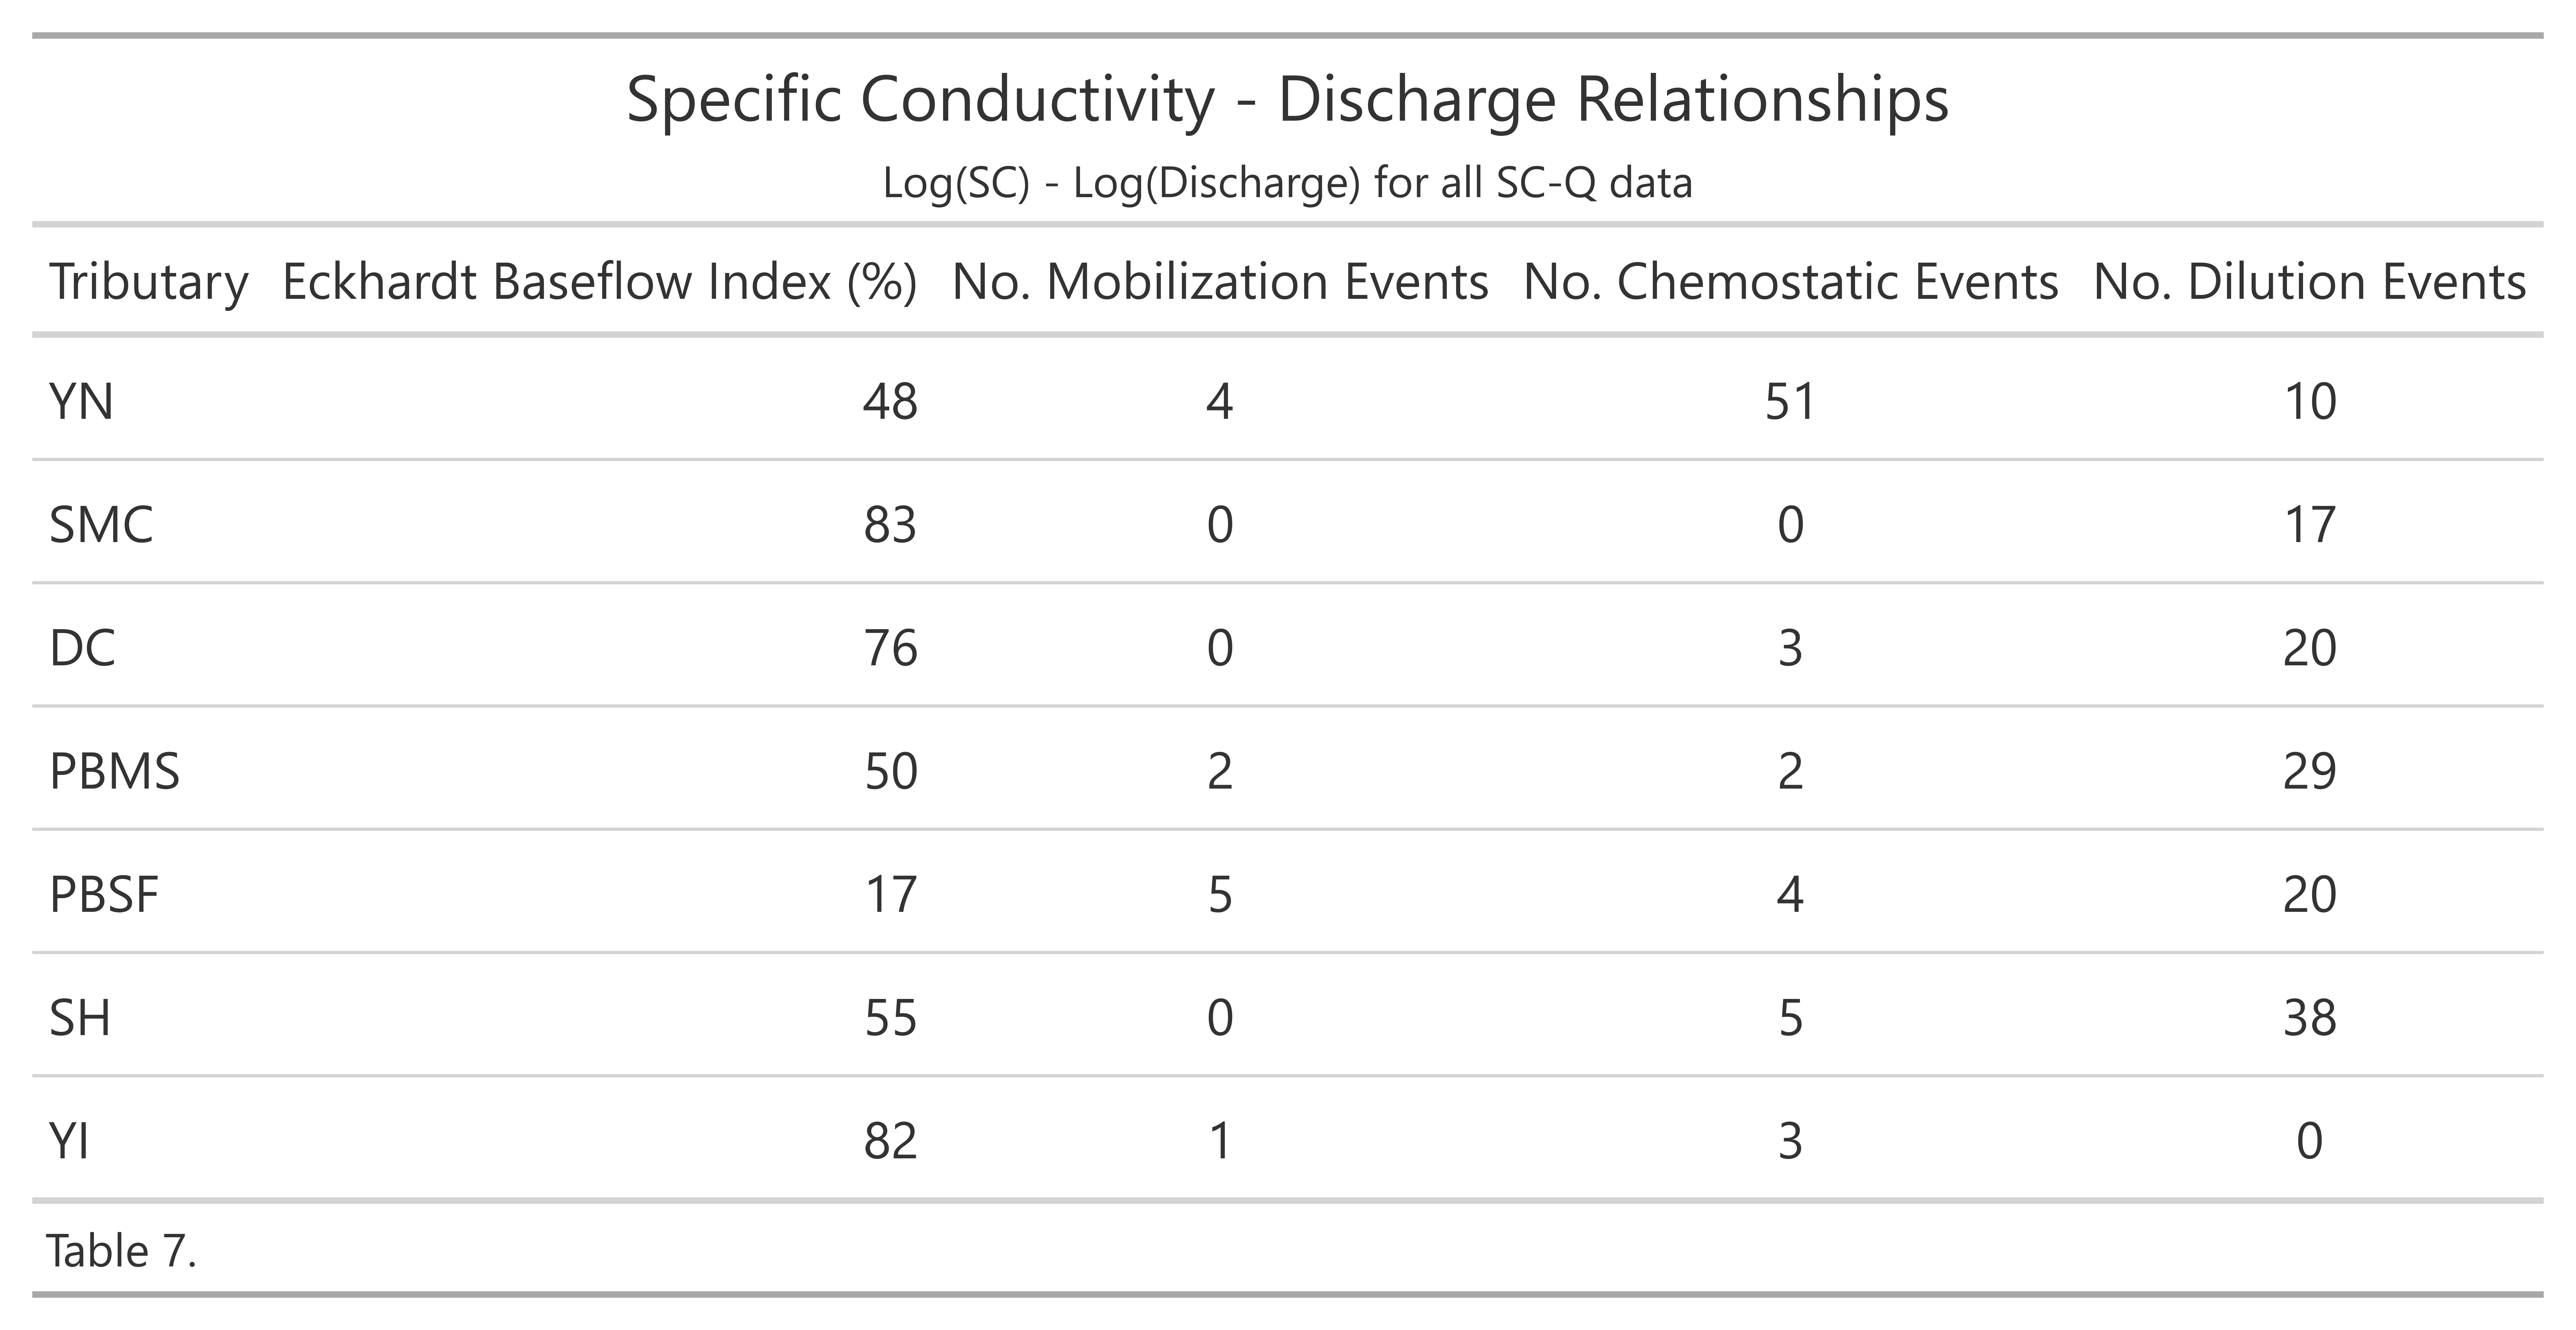 Specific Conductivity - Discharge Relationships
Log(SC) - Log(Discharge) for all SC-Q data
Tributary Eckhardt Baseflow Index (%) No. Mobilization Events No. Chemostatic Events No. Dilution Events
YN 48 4 51 10
SMC 83 0 0 17
DC 76 0 3 20
PBMS 50 2 2 29
PBSF 17 5 4 20
SH 55 0 5 38
YI 82 1 3 0
Table 7.